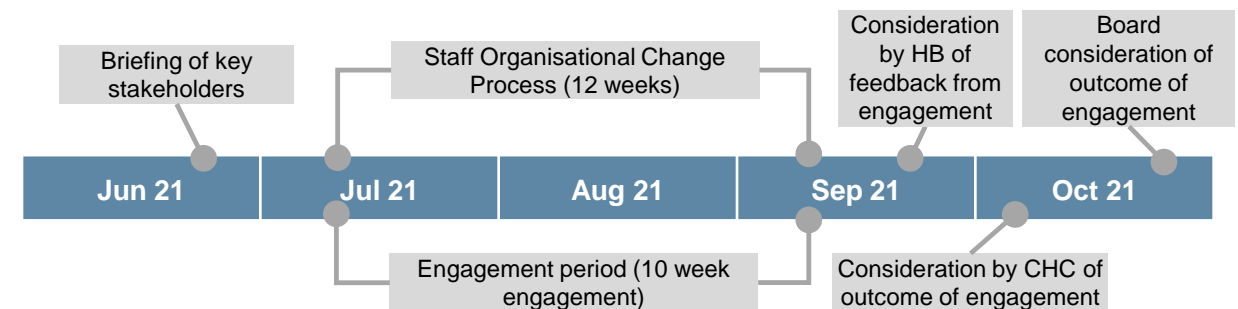 Briefing of key
stakeholders
Staff Organisational Change
Process (12 weeks)
Consideration
by HB of
feedback from
engagement
Board
consideration of
outcome of
engagement
Jun 21
Jul 21
Aug 21
Sep 21
Oct 21
Engagement period (10 week
engagement)
Consideration by CHC of
outcome of engagement